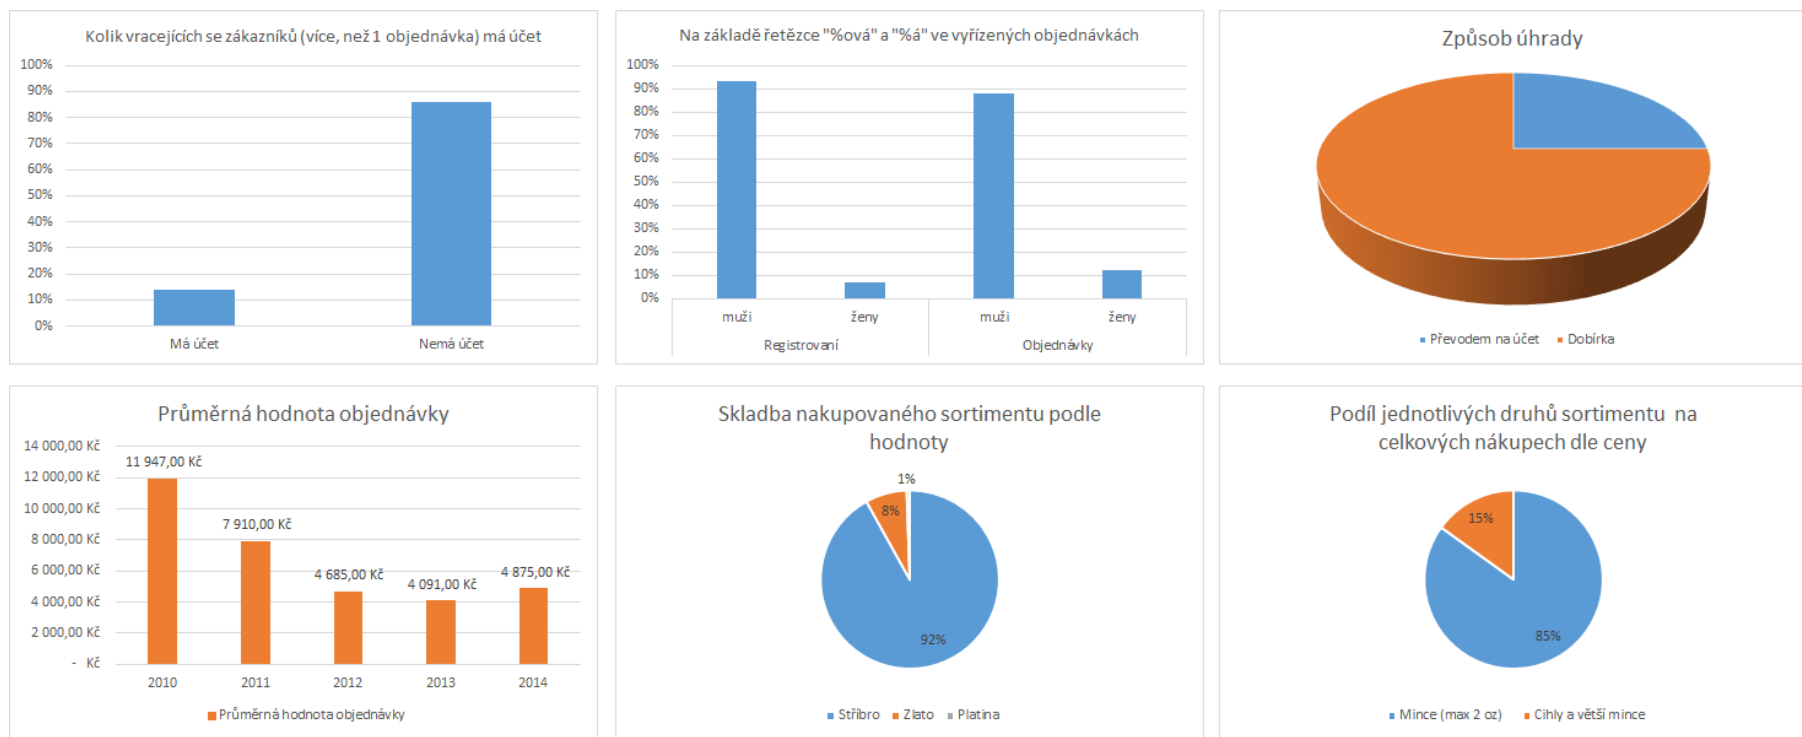 Kolik vracejících se zákazníků (více, než 1 objednávka) má účet
100%
90%
80%
70%
60%
50%
40%
30%
20%
10%
0%
Má účet
Nemá účet
Na základě řetězce "%ová" a "%á" ve vyřízených objednávkách
100%
90%
80%
70%
60%
50%
40%
30%
20%
10%
0%
muži
ženy
muži
ženy
Registrovaní
Objednávky
Způsob úhrady
Převodem na účet
Dobírka
Průměrná hodnota objednávky
14 000,00 Kč
12 000,00 Kč
10 000,00 Kč
8 000,00 Kč
6 000,00 Kč
4 000,00 Kč
2 000,00 Kč
- Kč
11 947,00 Kč
7 910,00 Kč
4 685,00 Kč
4 091,00 Kč
4 875,00 Kč
2010
2011
2012
2013
2014
Průměrná hodnota objednávky
Skladba nakupovaného sortimentu podle
hodnoty
1%
8%
92%
Stříbro
Zlato
Platina
Podíl jednotlivých druhů sortimentu na
celkových nákupech dle ceny
15%
85%
Mince (max 2 oz)
Cihly a větší mince